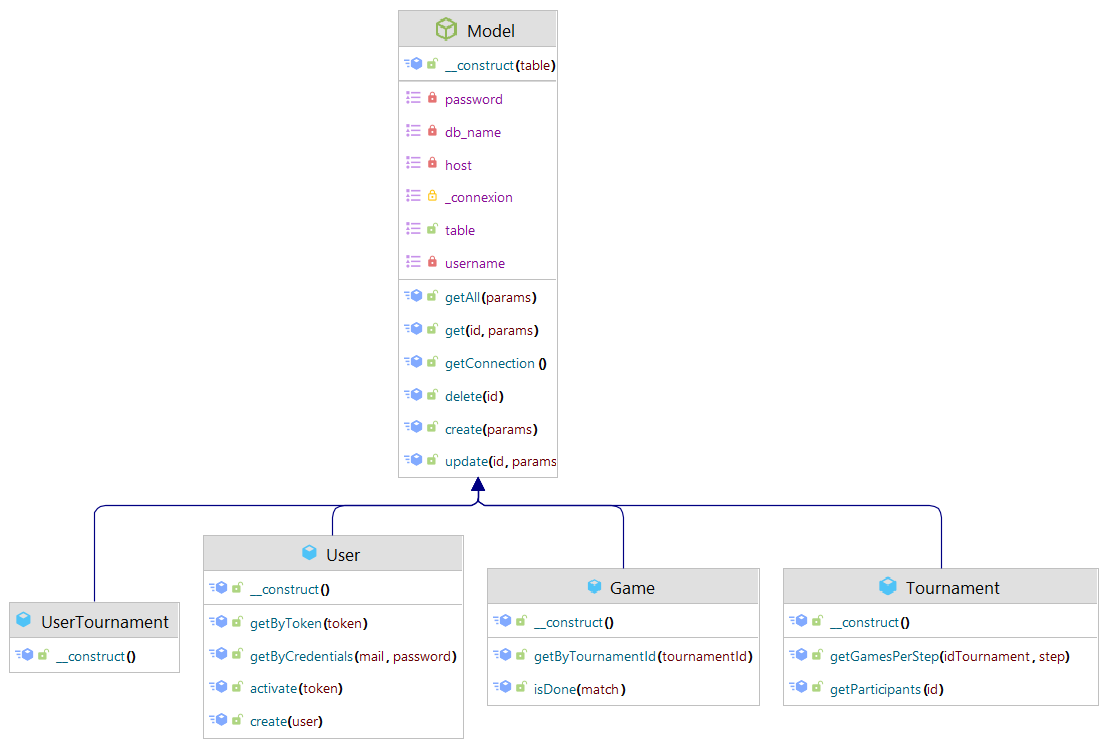 Model
__construct(table)
password
db_name
host
_connexion
table
username
getAll(params)
get(id, params)
getConnection ()
delete(id)
create(params)
update(id, params
UserTournament
__construct()
User
__construct()
getByToken(token)
getByCredentials(mail, password)
activate(token)
create(user)
Game
__construct()
getByTournamentId(tournamentId)
isDone(match )
Tournament
__construct()
getGamesPerStep(idTournament , step)
getParticipants (id)